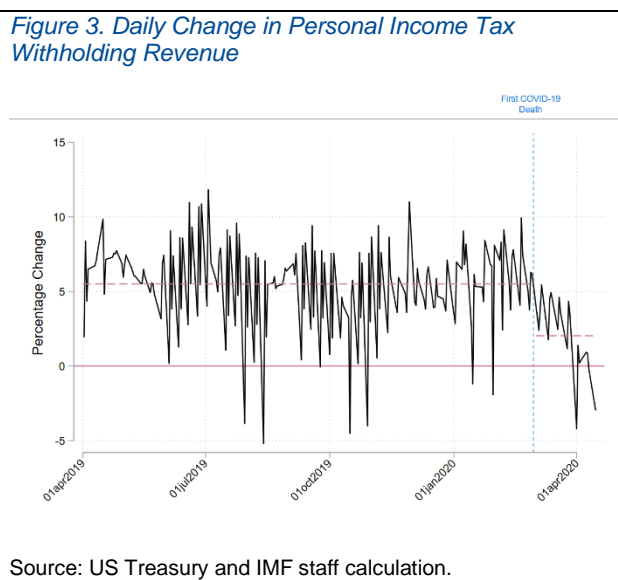 Figure 3. Daily Change in Personal Income Tax
Withholding Revenue
First COVID-19
Death
15
10
5
0
-5
Percentage Change
01apr2019
01jul2019
01oct2019
01jan2020
01apr2020
Source: US Treasury and IMF staff calculation.